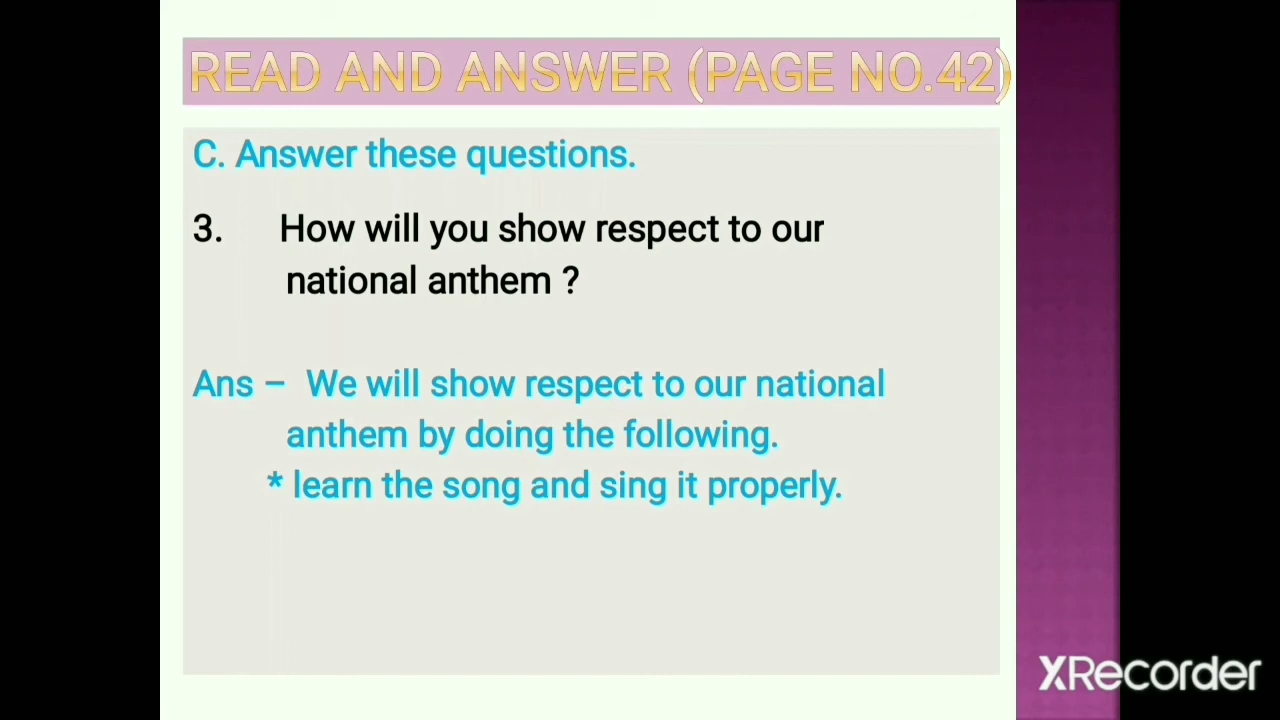 READ AND ANSWER (PAGE NO.42)
C. Answer these questions.
3. How will you show respect to our
national anthem ?
Ans – We will show respect to our national
anthem by doing the following.
* learn the song and sing it properly.
XRecorder